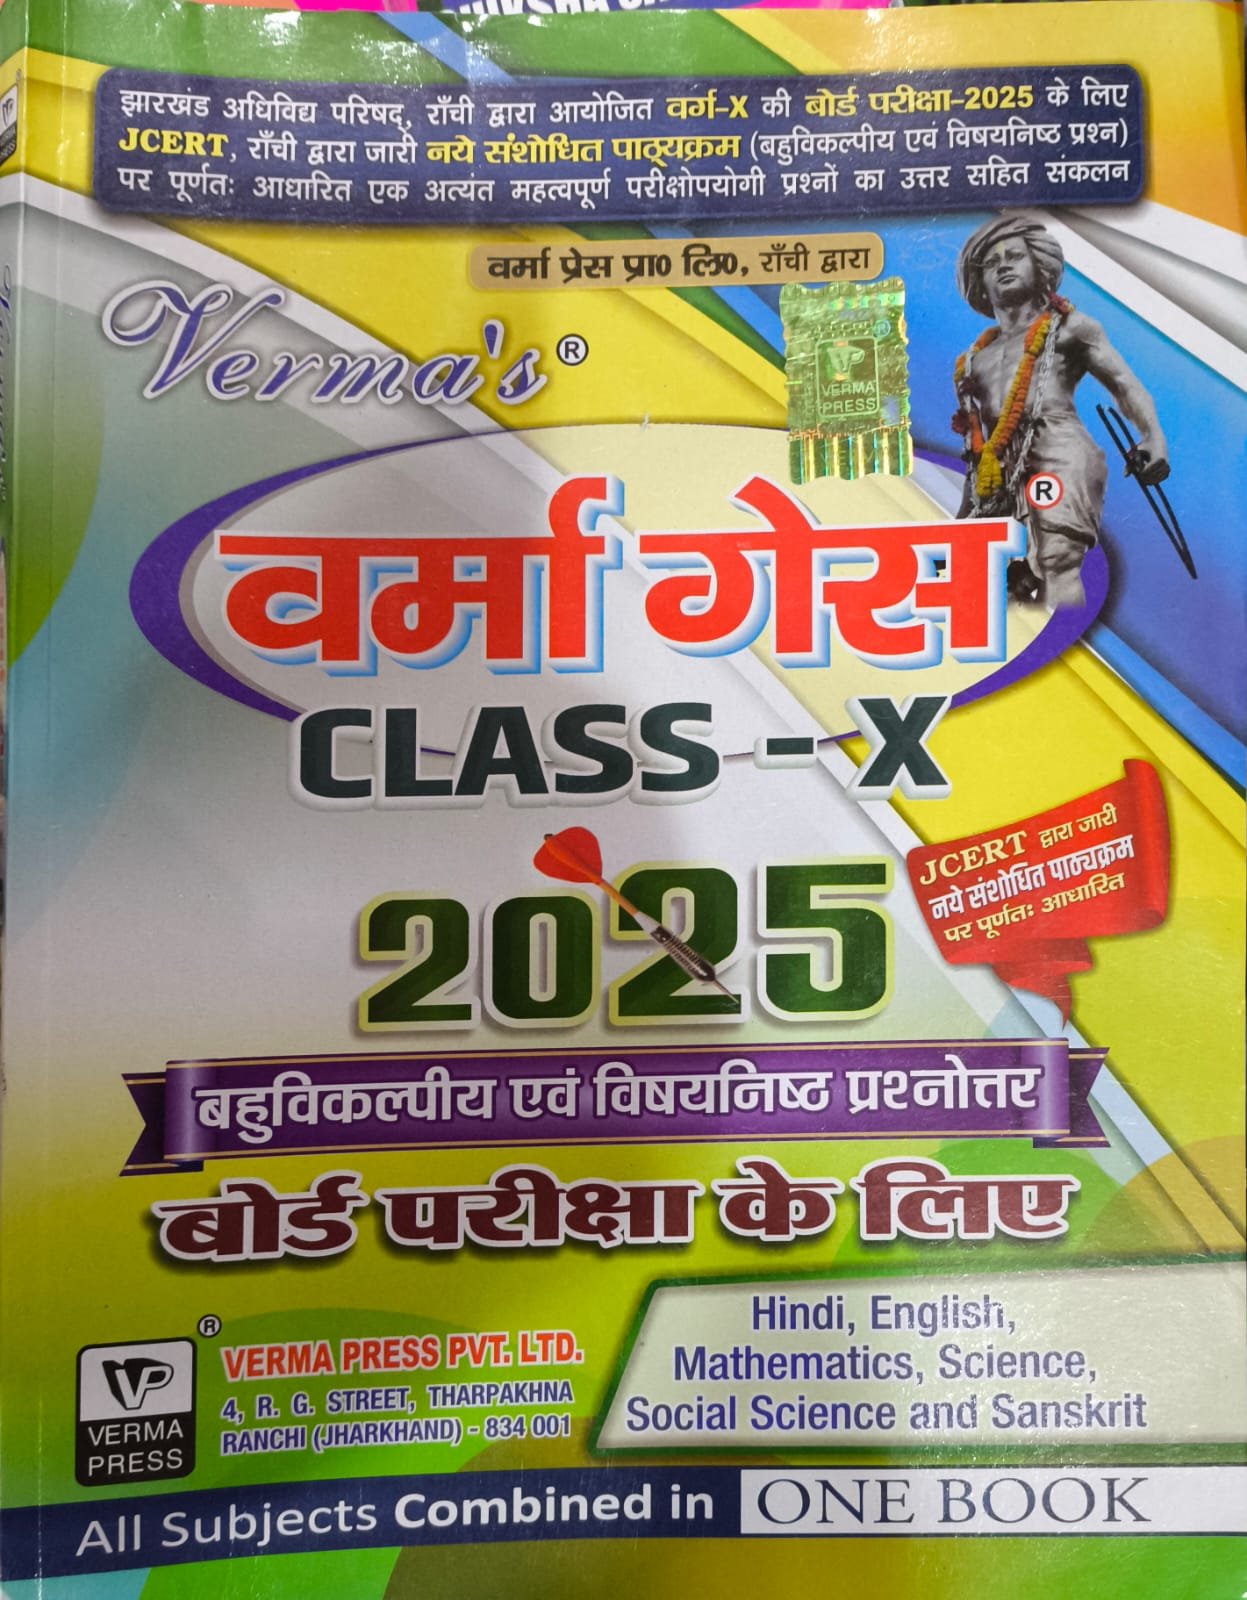 झारखंड अधिविद्य परिषद्, राँची द्वारा आयोजित वर्ग-X की बोर्ड परीक्षा-2025 के लिए
JCERT, राँची द्वारा जारी नये संशोधित पाठ्यक्रम (बहुविकल्पीय एवं विषयनिष्ठ प्रश्न)
पर पूर्णतः आधारित एक अत्यंत महत्वपूर्ण परीक्षोपयोगी प्रश्नों का उत्तर सहित संकलन
वर्मा प्रेस प्रा0 लि0, राँची द्वारा
Verma's ®
VP
VERMA
PRESS
वर्मा गेस ®
CLASS - X
JCERT द्वारा जारी
नये संशोधित पाठ्यक्रम
पर पूर्णतः आधारित
2025
बहुविकल्पीय एवं विषयनिष्ठ प्रश्नोत्तर
बोर्ड परीक्षा के लिए
Hindi, English,
Mathematics, Science,
Social Science and Sanskrit
®
VP
VERMA
PRESS
VERMA PRESS PVT. LTD.
4, R. G. STREET, THARPAKHNA
RANCHI (JHARKHAND) - 834 001
All Subjects Combined in ONE BOOK